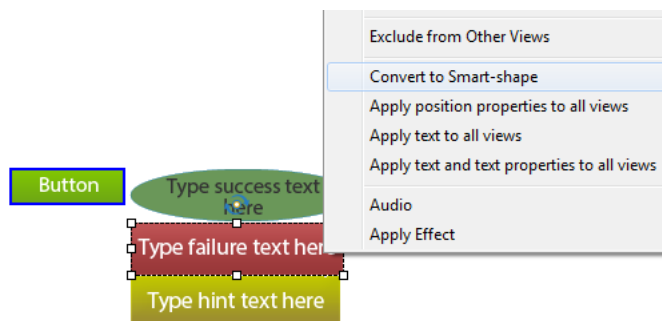 Exclude from Other Views
Convert to Smart-shape
Apply position properties to all views
Apply text to all views
Apply text and text properties to all views
Audio
Apply Effect
Button
Type success text
here
Type failure text here
Type hint text here